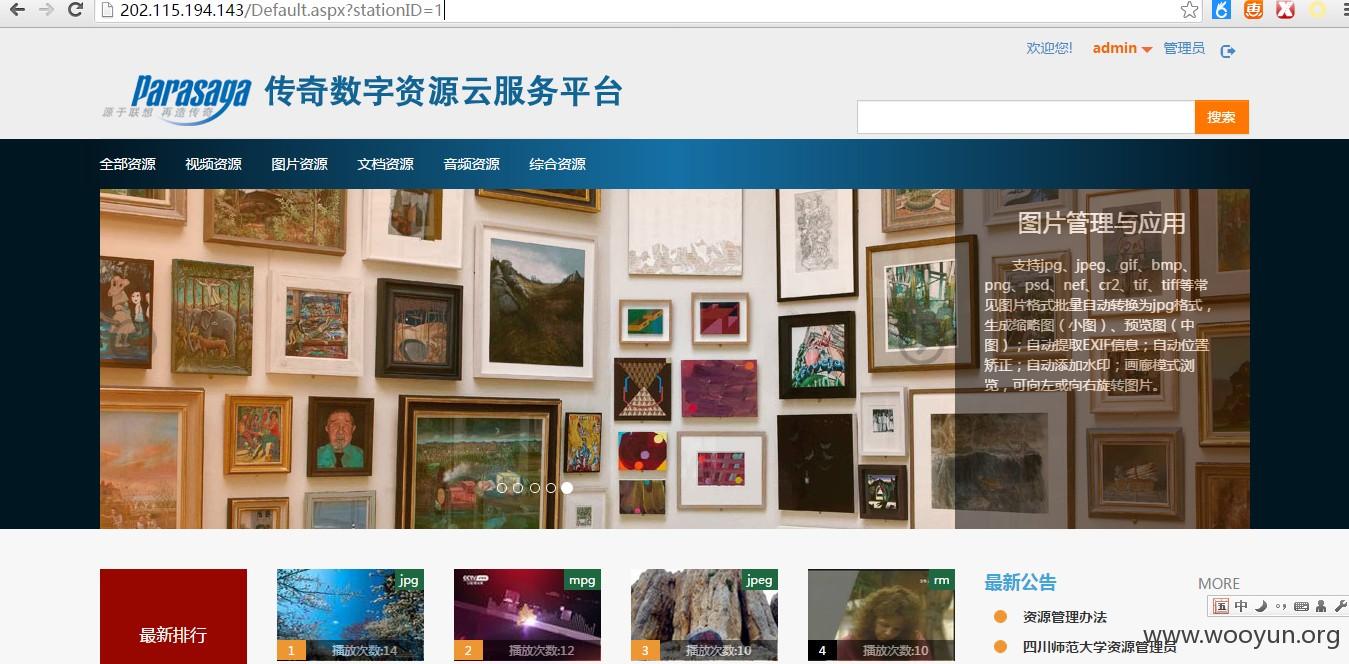 202.115.194.143/Default.aspx?stationID=1
欢迎您! admin 管理员
Parasaga 传奇数字资源云服务平台
源于联想 再造传奇
搜索
全部资源 视频资源 图片资源 文档资源 音频资源 综合资源
图片管理与应用
支持jpg、jpeg、gif、bmp、
png、psd、nef、cr2、tif、tiff等常
见图片格式批量自动转换为jpg格式，
生成缩略图（小图）、预览图（中
图）；自动提取EXIF信息；自动位置
矫正；自动添加水印；画廊模式浏
览，可向左或向右旋转图片。
最新排行
jpg
1 播放次数:14
mpg
2 播放次数:12
jpeg
3 播放次数:10
rm
4 播放次数:10
最新公告 MORE
资源管理办法
四川师范大学资源管理员
五 中
www.wooyun.org